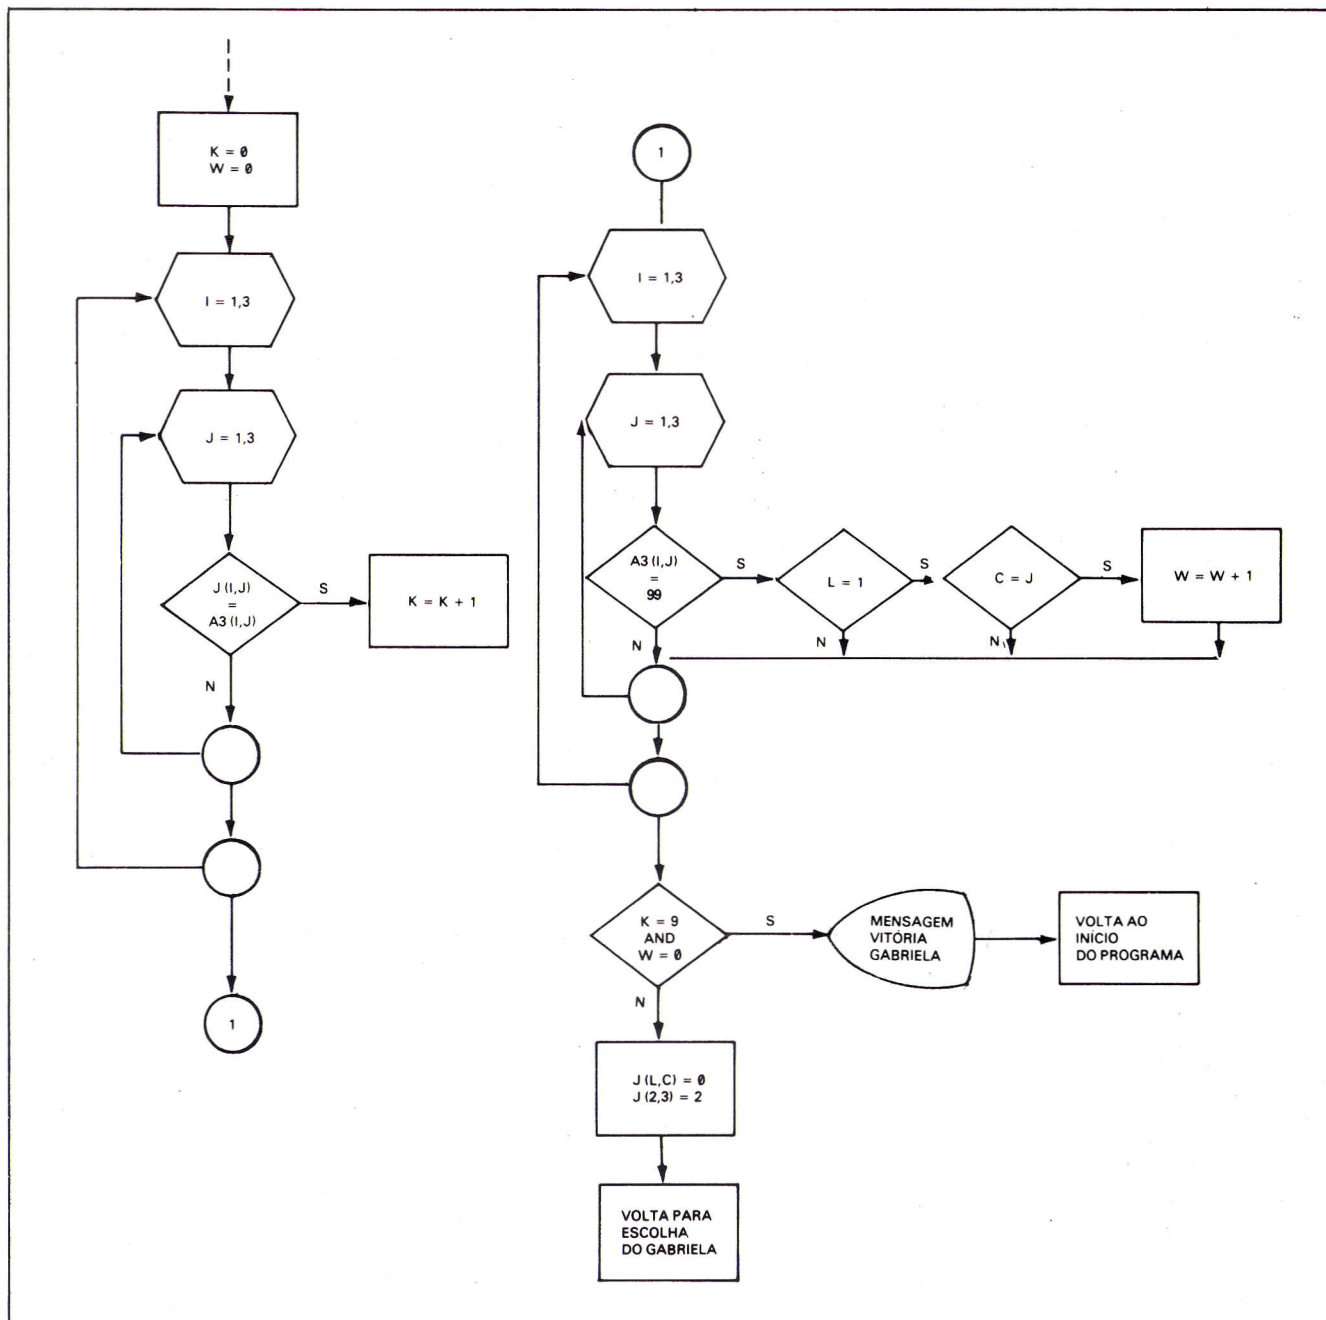 K = 0
W = 0
I = 1,3
J = 1,3
J (I,J)
=
A3 (I,J)
S
K = K + 1
N
1
1
I = 1,3
J = 1,3
A3 (I,J)
=
99
S
L = 1
S
C = J
S
W = W + 1
N
N
N
K = 9
AND
W = 0
S
MENSAGEM
VITÓRIA
GABRIELA
VOLTA AO
INÍCIO
DO PROGRAMA
N
J (L,C) = 0
J (2,3) = 2
VOLTA PARA
ESCOLHA
DO GABRIELA